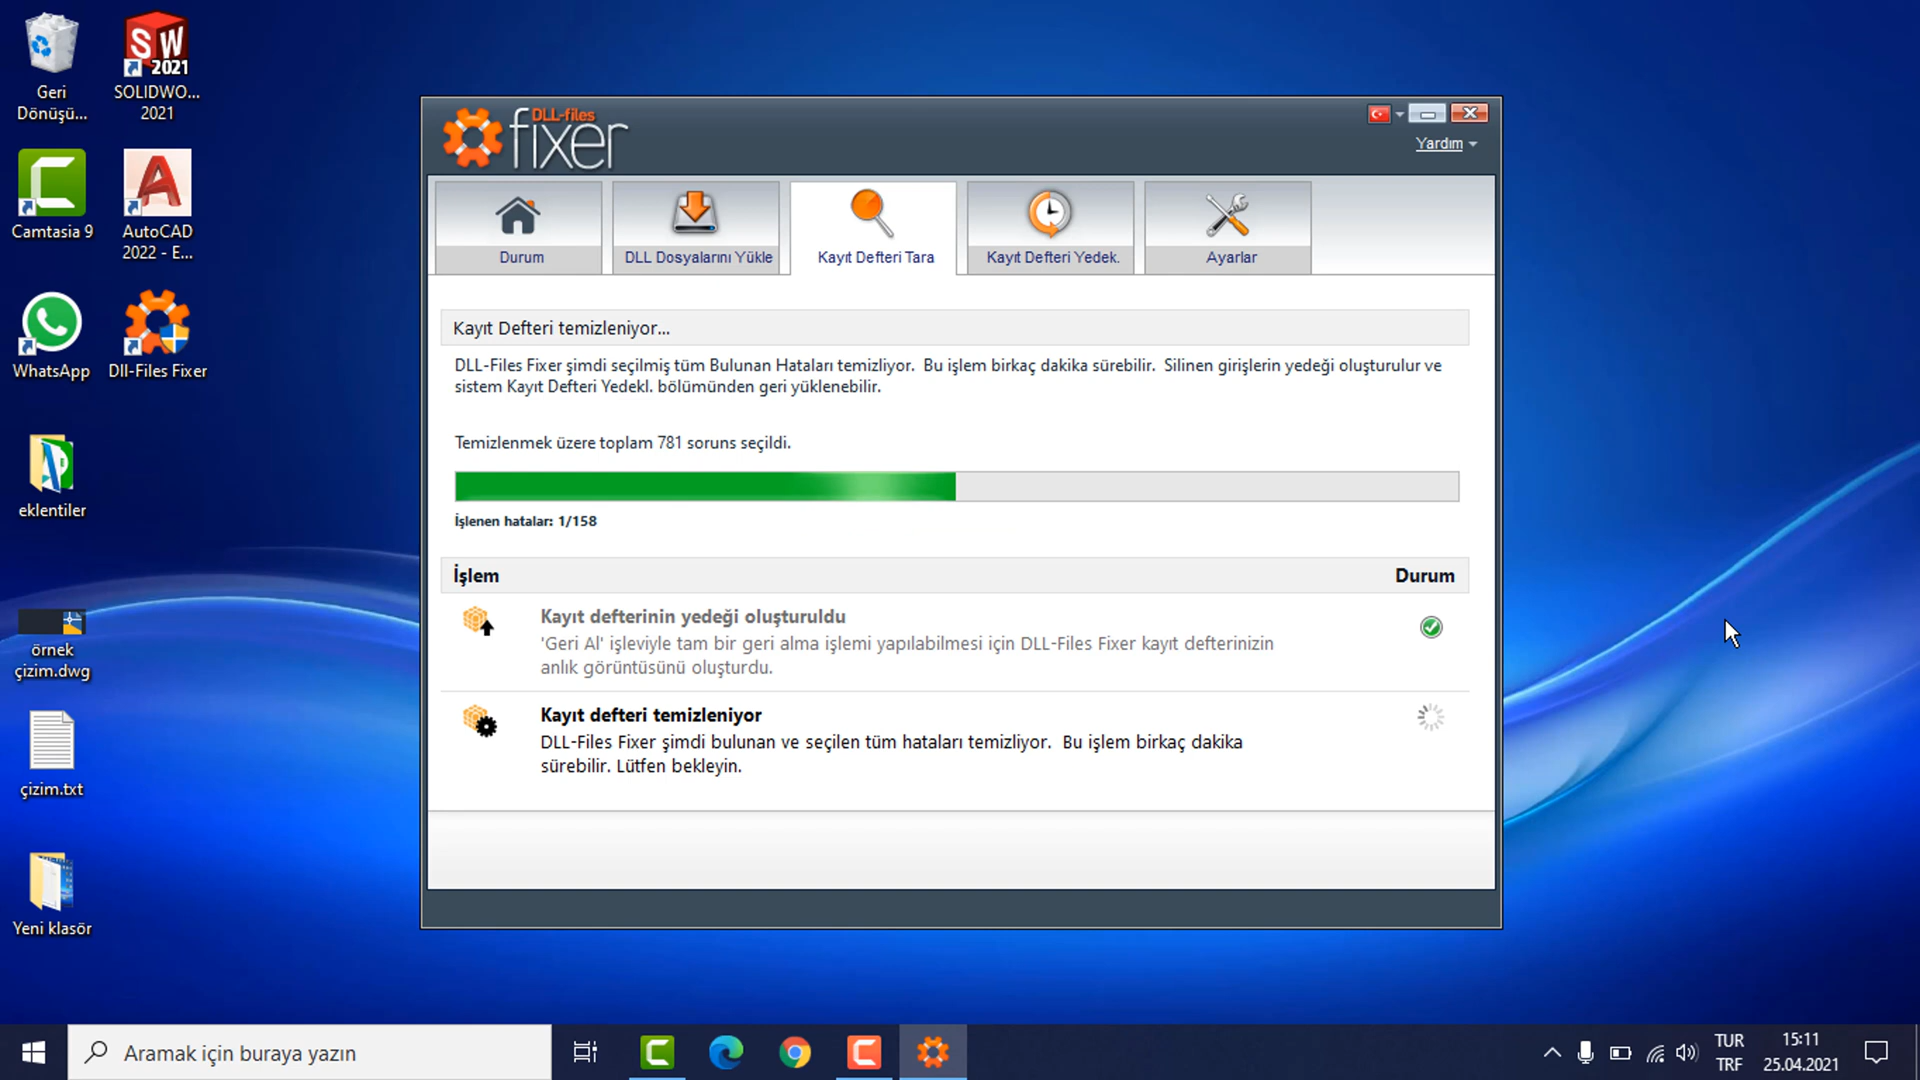 Geri
Dönüşü...
SW
2021
SOLIDWO...
2021
Camtasia 9
AutoCAD
2022 - E...
WhatsApp
Dll-Files Fixer
eklentiler
örnek
çizim.dwg
çizim.txt
Yeni klasör
DLL-files
fixer
Yardım
Durum
DLL Dosyalarını Yükle
Kayıt Defteri Tara
Kayıt Defteri Yedek.
Ayarlar
Kayıt Defteri temizleniyor...
DLL-Files Fixer şimdi seçilmiş tüm Bulunan Hataları temizliyor. Bu işlem birkaç dakika sürebilir. Silinen girişlerin yedeği oluşturulur ve
sistem Kayıt Defteri Yedekl. bölümünden geri yüklenebilir.
Temizlenmek üzere toplam 781 soruns seçildi.
İşlenen hatalar: 1/158
İşlem Durum
Kayıt defterinin yedeği oluşturuldu
'Geri Al' işleviyle tam bir geri alma işlemi yapılabilmesi için DLL-Files Fixer kayıt defterinizin
anlık görüntüsünü oluşturdu.
Kayıt defteri temizleniyor
DLL-Files Fixer şimdi bulunan ve seçilen tüm hataları temizliyor. Bu işlem birkaç dakika
sürebilir. Lütfen bekleyin.
Aramak için buraya yazın
TUR
TRF
15:11
25.04.2021